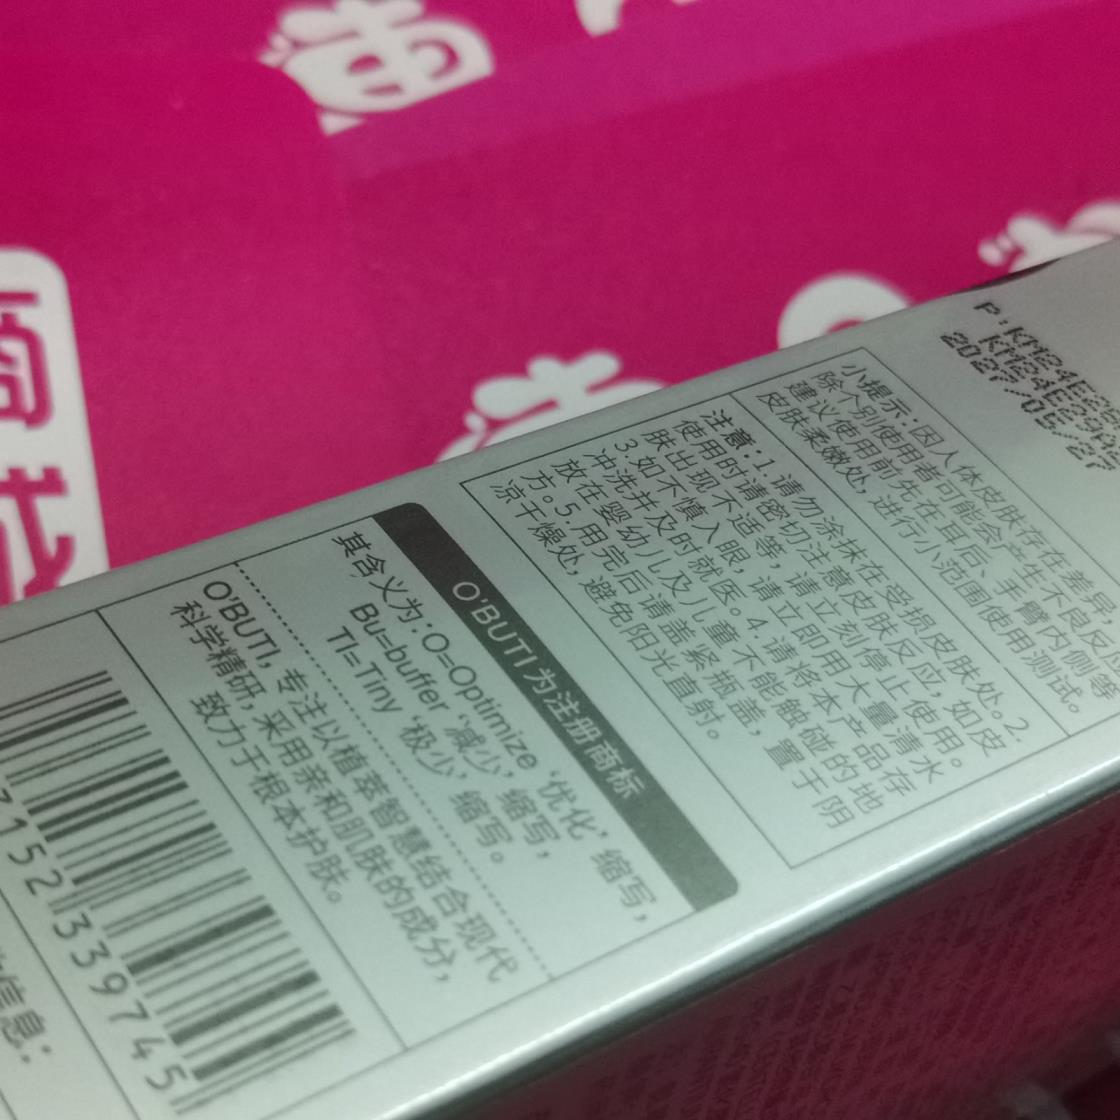 小提示：因人体皮肤存在差异，
除个别使用者可能会产生不良反应等
建议使用前先在耳后、手臂内侧等
皮肤柔嫩处，进行小范围使用测试。
注意：1.请勿涂抹在受损皮肤处。2.
使用时请密切注意皮肤反应，如皮
肤出现不适等，请立刻停止使用。
3.如不慎入眼，请立即用大量清水
冲洗并及时就医。4.请将本产品存
放在婴幼儿及儿童不能触碰的地
方。5.用完后请盖紧瓶盖，置于阴
凉干燥处，避免阳光直射。
O'BUTI为注册商标
其含义为：O=Optimize '优化' 缩写，
Bu=buffer '减少' 缩写，
TI=Tiny '极少' 缩写。
O'BUTI，专注以植萃智慧结合现代
科学精研，采用亲和肌肤的成分，
致力于根本护肤。
2027/05/27
152339745
信息：